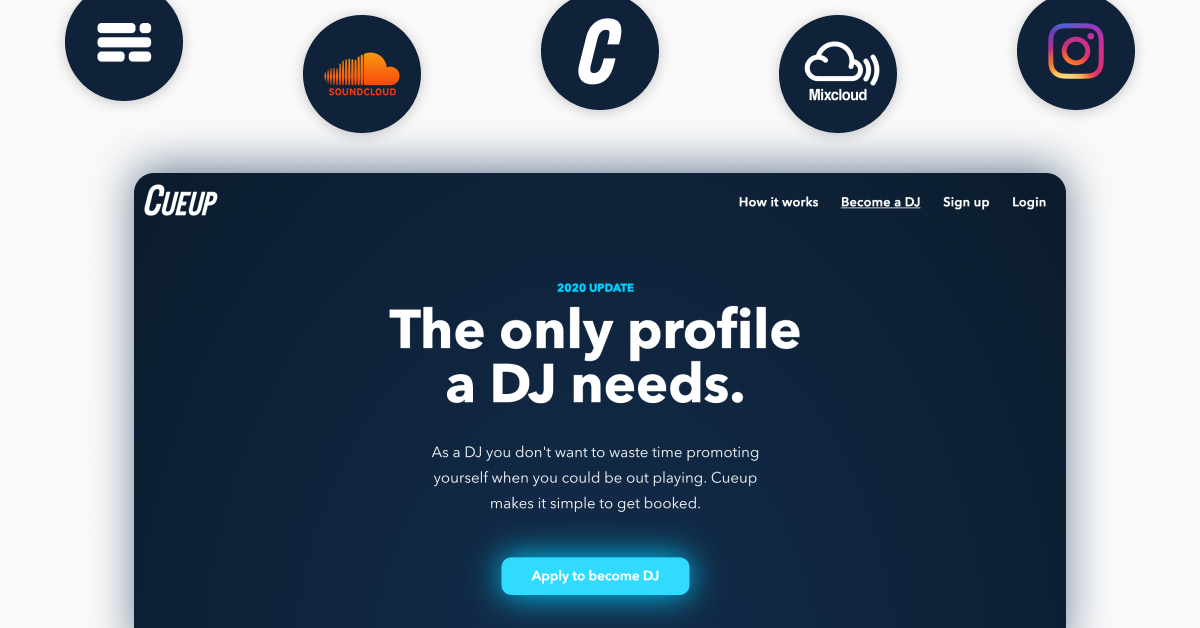 SOUNDCLOUD
C
Mixcloud
CUEUP
How it works Become a DJ Sign up Login
2020 UPDATE
The only profile
a DJ needs.
As a DJ you don't want to waste time promoting
yourself when you could be out playing. Cueup
makes it simple to get booked.
Apply to become DJ